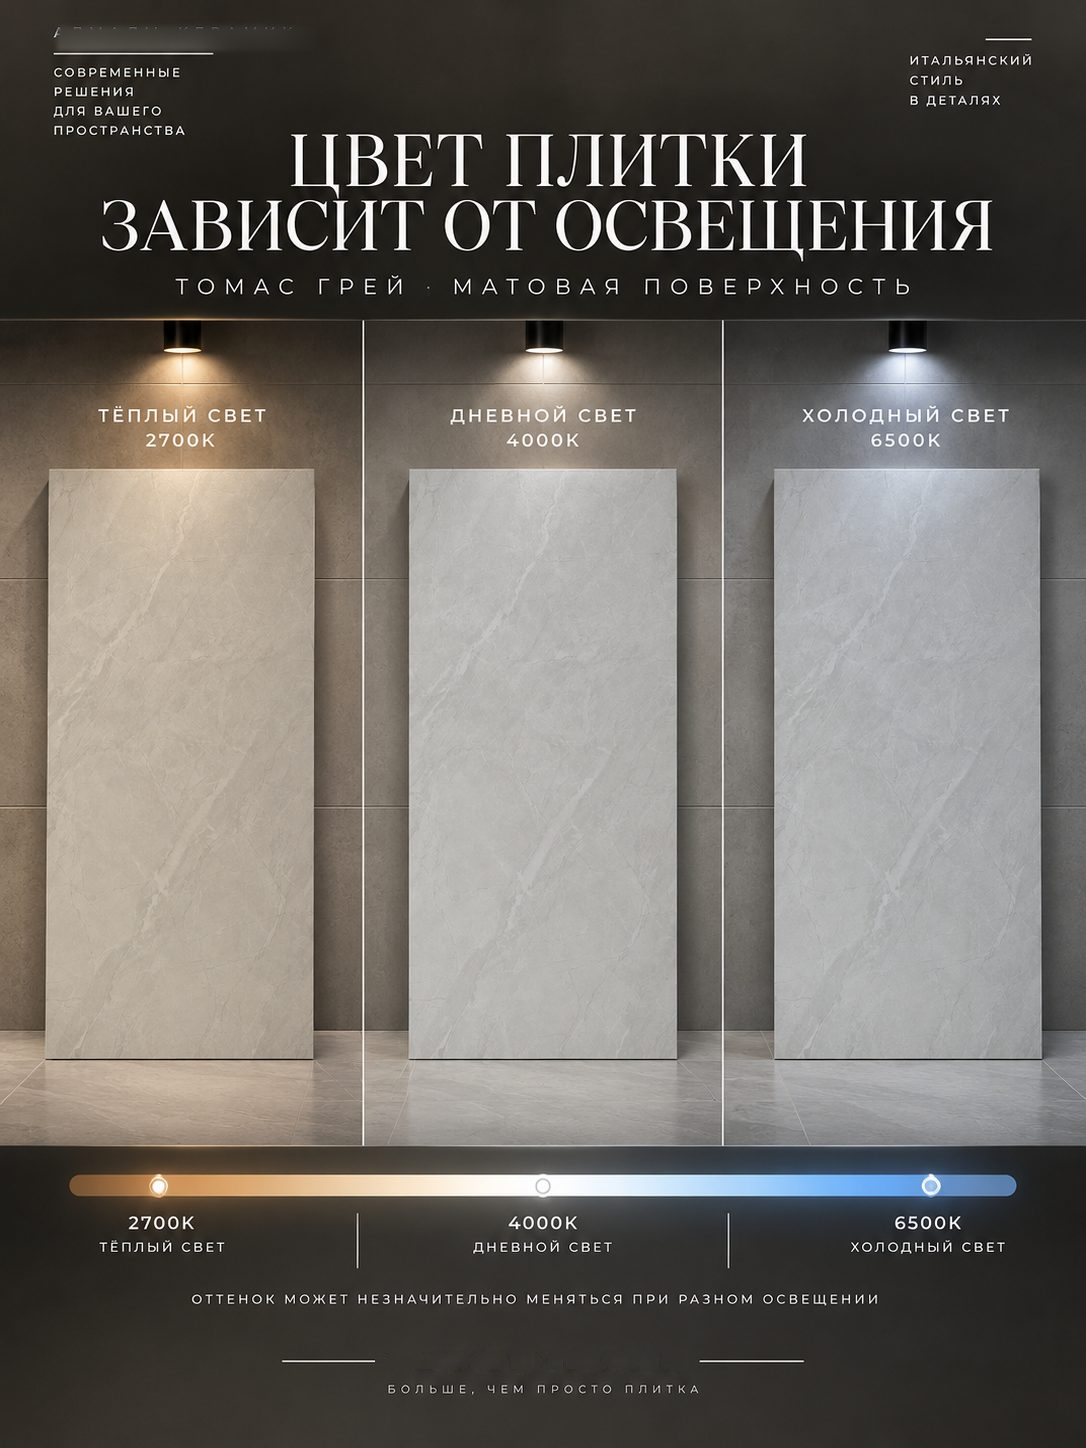 СОВРЕМЕННЫЕ
РЕШЕНИЯ
ДЛЯ ВАШЕГО
ПРОСТРАНСТВА
ИТАЛЬЯНСКИЙ
СТИЛЬ
В ДЕТАЛЯХ
ЦВЕТ ПЛИТКИ
ЗАВИСИТ ОТ ОСВЕЩЕНИЯ
ТОМАС ГРЕЙ · МАТОВАЯ ПОВЕРХНОСТЬ
ТЁПЛЫЙ СВЕТ
2700K
ДНЕВНОЙ СВЕТ
4000K
ХОЛОДНЫЙ СВЕТ
6500K
2700K
ТЁПЛЫЙ СВЕТ
4000K
ДНЕВНОЙ СВЕТ
6500K
ХОЛОДНЫЙ СВЕТ
ОТТЕНОК МОЖЕТ НЕЗНАЧИТЕЛЬНО МЕНЯТЬСЯ ПРИ РАЗНОМ ОСВЕЩЕНИИ
БОЛЬШЕ, ЧЕМ ПРОСТО ПЛИТКА